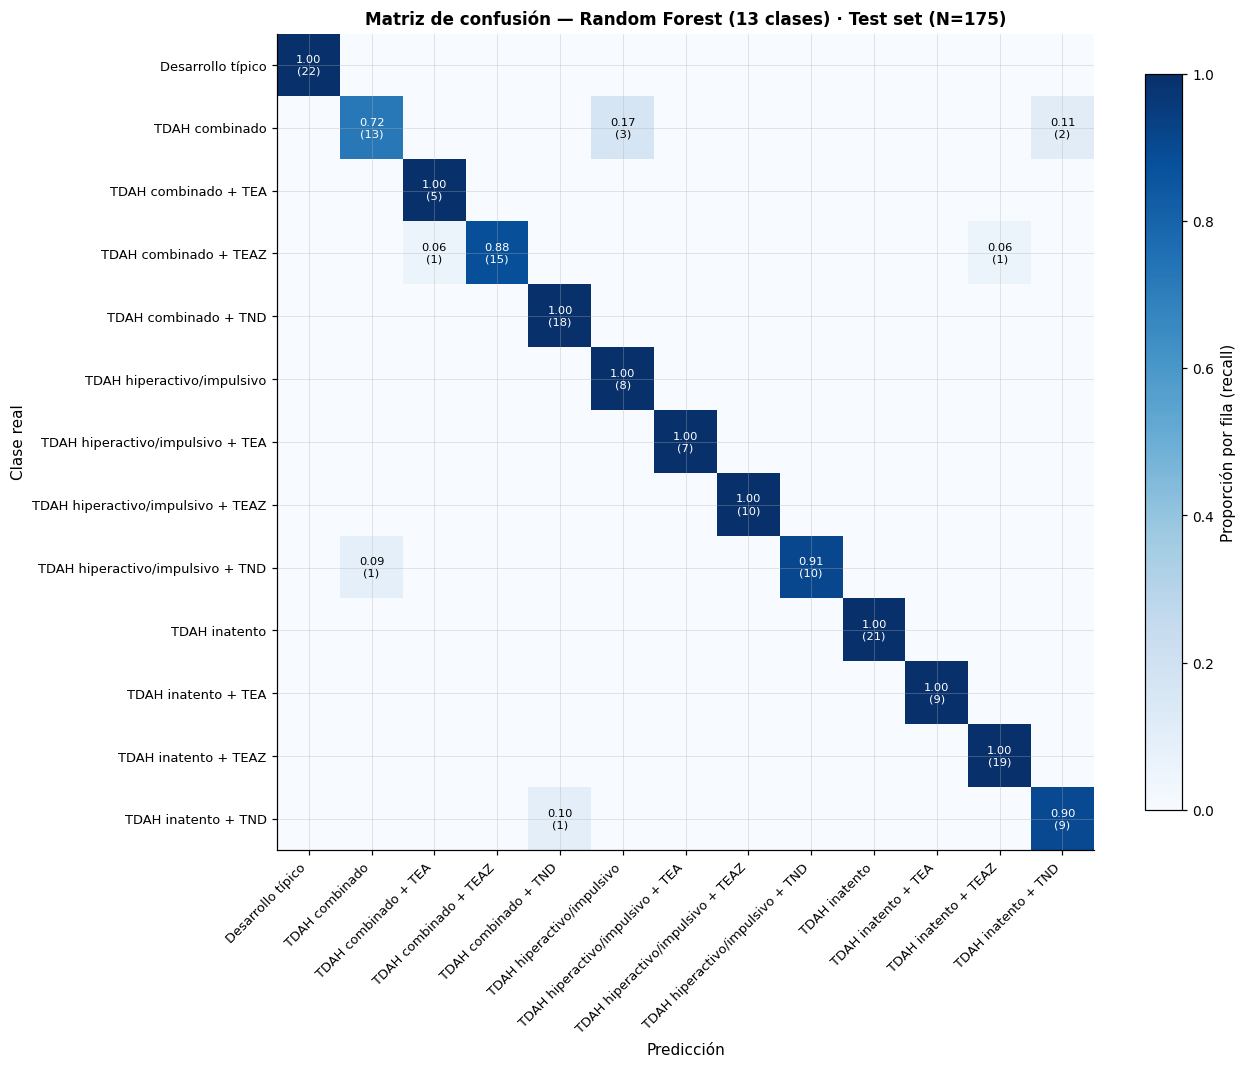 Matriz de confusión — Random Forest (13 clases) · Test set (N=175)
Clase real
Desarrollo típico
1.00
(22)
TDAH combinado
0.72
(13)
0.17
(3)
0.11
(2)
TDAH combinado + TEA
1.00
(5)
TDAH combinado + TEAZ
0.06
(1)
0.88
(15)
0.06
(1)
TDAH combinado + TND
1.00
(18)
TDAH hiperactivo/impulsivo
1.00
(8)
TDAH hiperactivo/impulsivo + TEA
1.00
(7)
TDAH hiperactivo/impulsivo + TEAZ
1.00
(10)
TDAH hiperactivo/impulsivo + TND
0.09
(1)
0.91
(10)
TDAH inatento
1.00
(21)
TDAH inatento + TEA
1.00
(9)
TDAH inatento + TEAZ
1.00
(19)
TDAH inatento + TND
0.10
(1)
0.90
(9)
Desarrollo típico
TDAH combinado
TDAH combinado + TEA
TDAH combinado + TEAZ
TDAH combinado + TND
TDAH hiperactivo/impulsivo
TDAH hiperactivo/impulsivo + TEA
TDAH hiperactivo/impulsivo + TEAZ
TDAH hiperactivo/impulsivo + TND
TDAH inatento
TDAH inatento + TEA
TDAH inatento + TEAZ
TDAH inatento + TND
Predicción
1.0
0.8
0.6
0.4
0.2
0.0
Proporción por fila (recall)